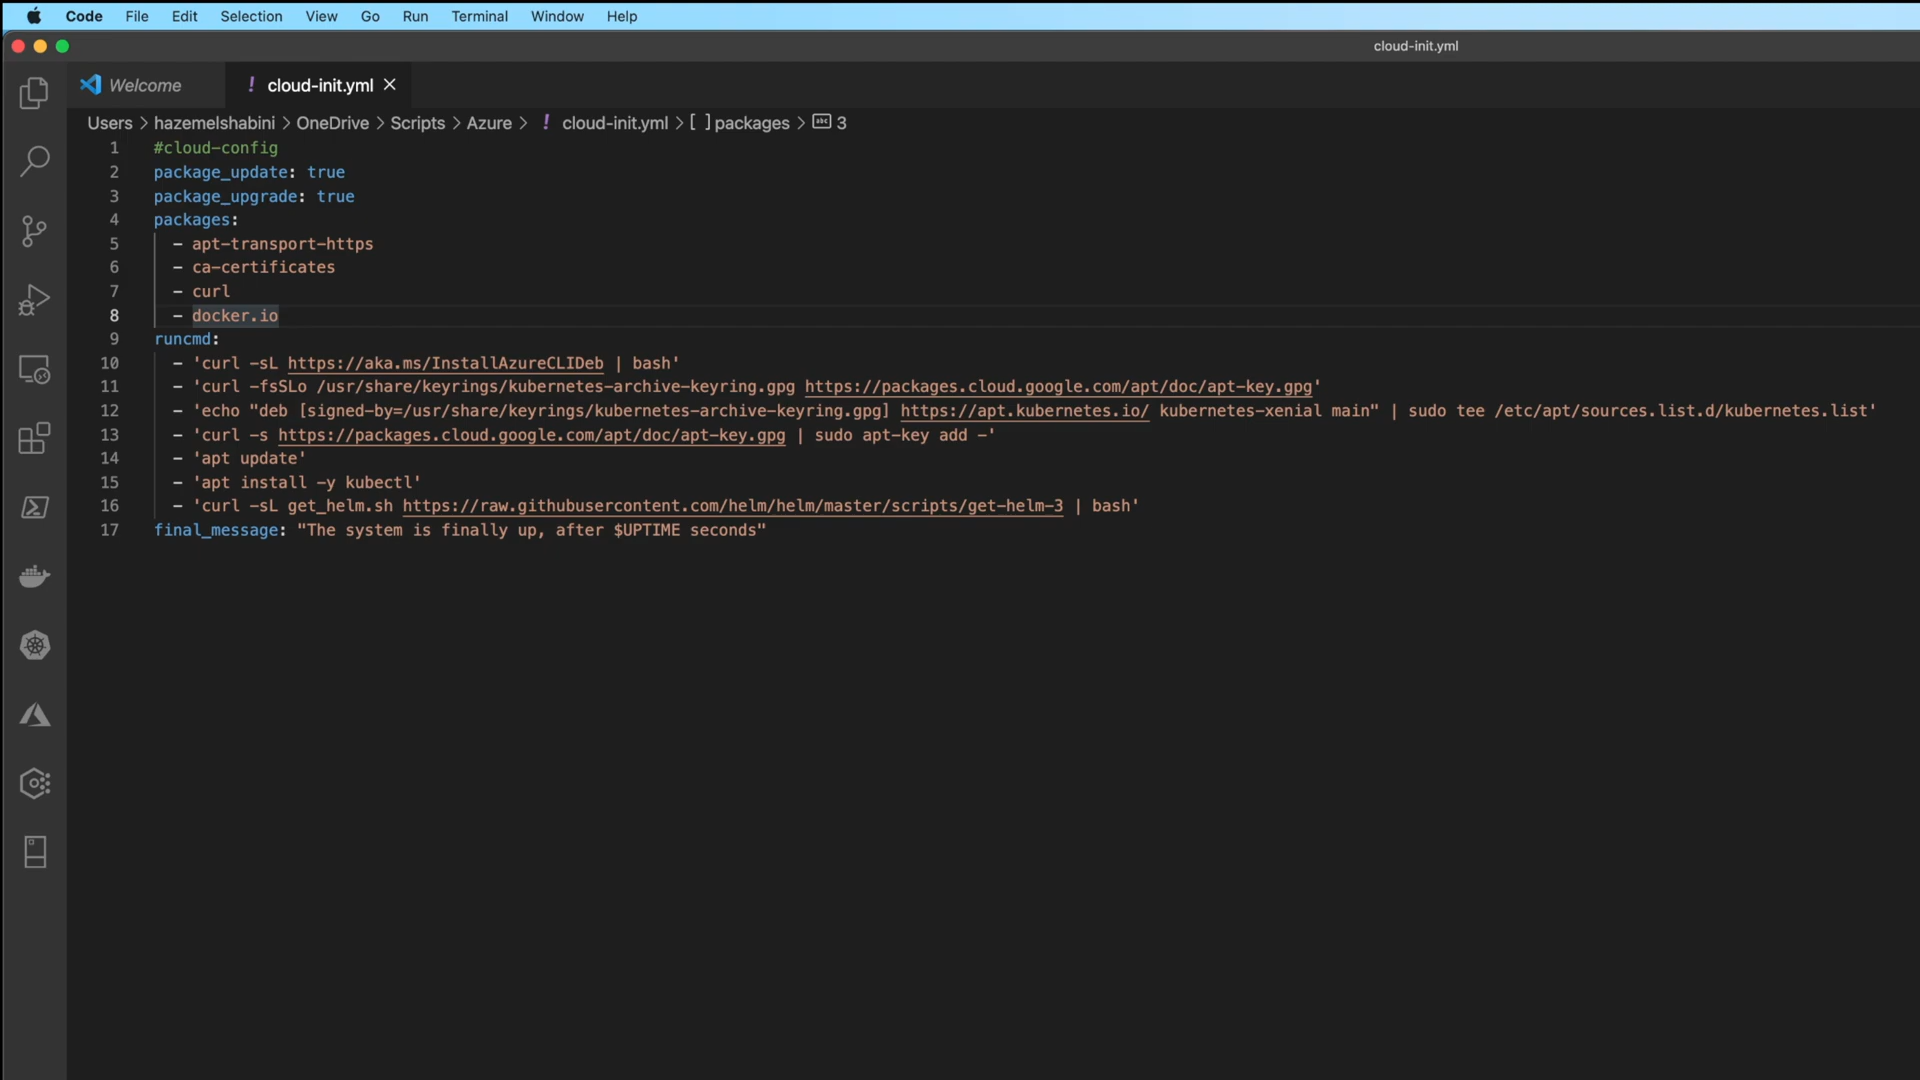 Code File Edit Selection View Go Run Terminal Window Help
cloud-init.yml
Welcome ! cloud-init.yml ×
Users > hazemelshabini > OneDrive > Scripts > Azure > ! cloud-init.yml > [ ] packages > abc 3
1 #cloud-config
2 package_update: true
3 package_upgrade: true
4 packages:
5   - apt-transport-https
6   - ca-certificates
7   - curl
8   - docker.io
9 runcmd:
10   - 'curl -sL https://aka.ms/InstallAzureCLIDeb | bash'
11   - 'curl -fsSLo /usr/share/keyrings/kubernetes-archive-keyring.gpg https://packages.cloud.google.com/apt/doc/apt-key.gpg'
12   - 'echo "deb [signed-by=/usr/share/keyrings/kubernetes-archive-keyring.gpg] https://apt.kubernetes.io/ kubernetes-xenial main" | sudo tee /etc/apt/sources.list.d/kubernetes.list'
13   - 'curl -s https://packages.cloud.google.com/apt/doc/apt-key.gpg | sudo apt-key add -'
14   - 'apt update'
15   - 'apt install -y kubectl'
16   - 'curl -sL get_helm.sh https://raw.githubusercontent.com/helm/helm/master/scripts/get-helm-3 | bash'
17 final_message: "The system is finally up, after $UPTIME seconds"